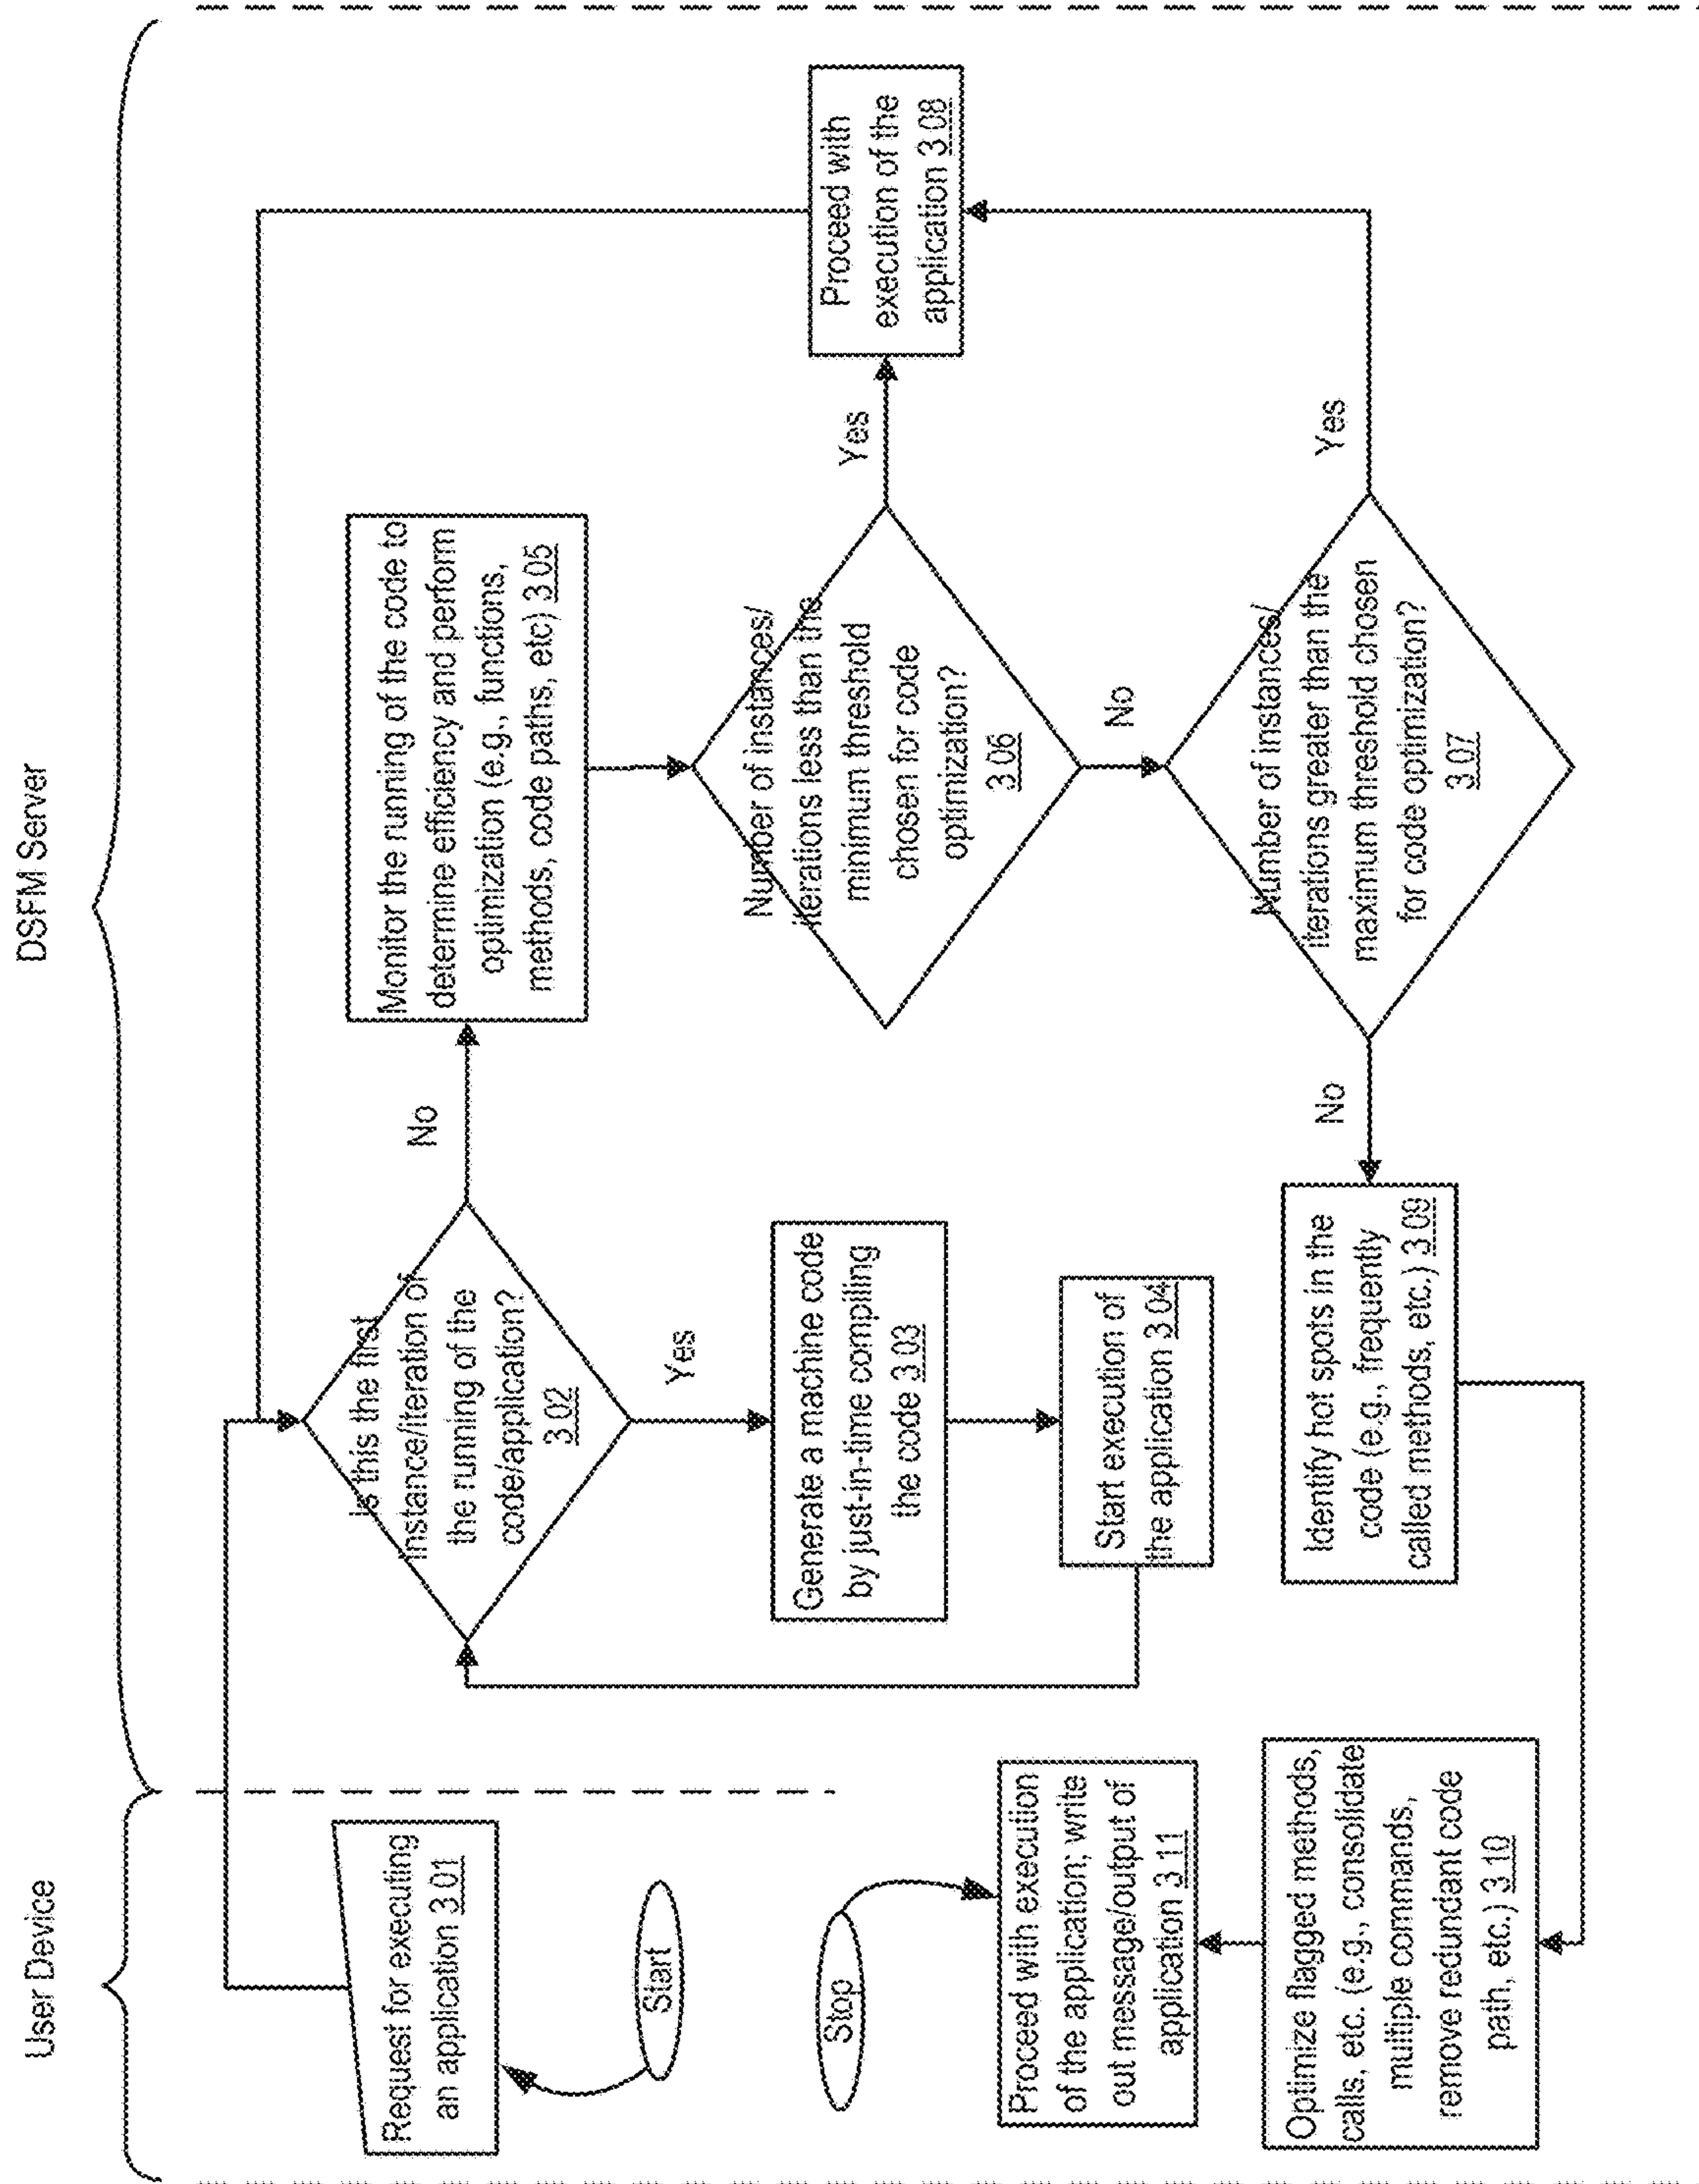 User Device
DSFM Server
Request for executing
an application 3.01
Start
Stop
Is this the first
instance/iteration of
the running of the
code/application?
3.02
No
Yes
Generate a machine code
by just-in-time compiling
the code 3.03
Start execution of
the application 3.04
Monitor the running of the code to
determine efficiency and perform
optimization (e.g., functions,
methods, code paths, etc) 3.05
Number of instances/
iterations less than the
minimum threshold
chosen for code
optimization?
3.06
Yes
No
Proceed with
execution of the
application 3.08
Number of instances/
iterations greater than the
maximum threshold chosen
for code optimization?
3.07
Yes
No
Identify hot spots in the
code (e.g., frequently
called methods, etc.) 3.09
Optimize flagged methods,
calls, etc. (e.g., consolidate
multiple commands,
remove redundant code
path, etc.) 3.10
Proceed with execution
of the application; write
out message/output of
application 3.11